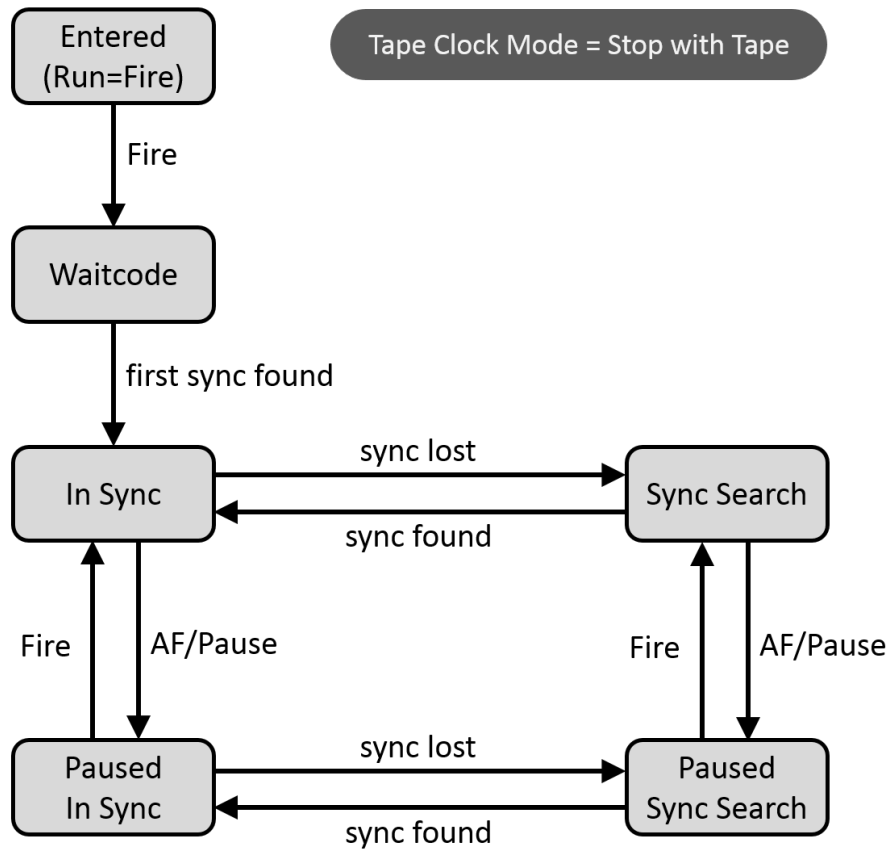 Entered
(Run=Fire)
Tape Clock Mode = Stop with Tape
Fire
Waitcode
first sync found
In Sync
sync lost
sync found
Sync Search
Fire
AF/Pause
Fire
AF/Pause
Paused
In Sync
sync lost
sync found
Paused
Sync Search